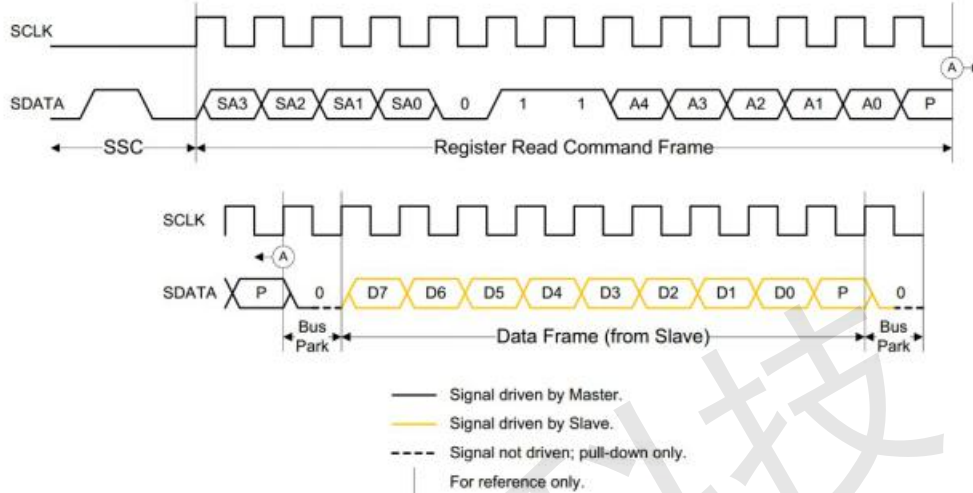 SCLK
A
SDATA SA3 SA2 SA1 SA0 0 1 1 A4 A3 A2 A1 A0 P
SSC Register Read Command Frame
SCLK
A
SDATA P 0 D7 D6 D5 D4 D3 D2 D1 D0 P 0
Bus Park Data Frame (from Slave) Bus Park
Signal driven by Master.
Signal driven by Slave.
Signal not driven; pull-down only.
For reference only.
科技